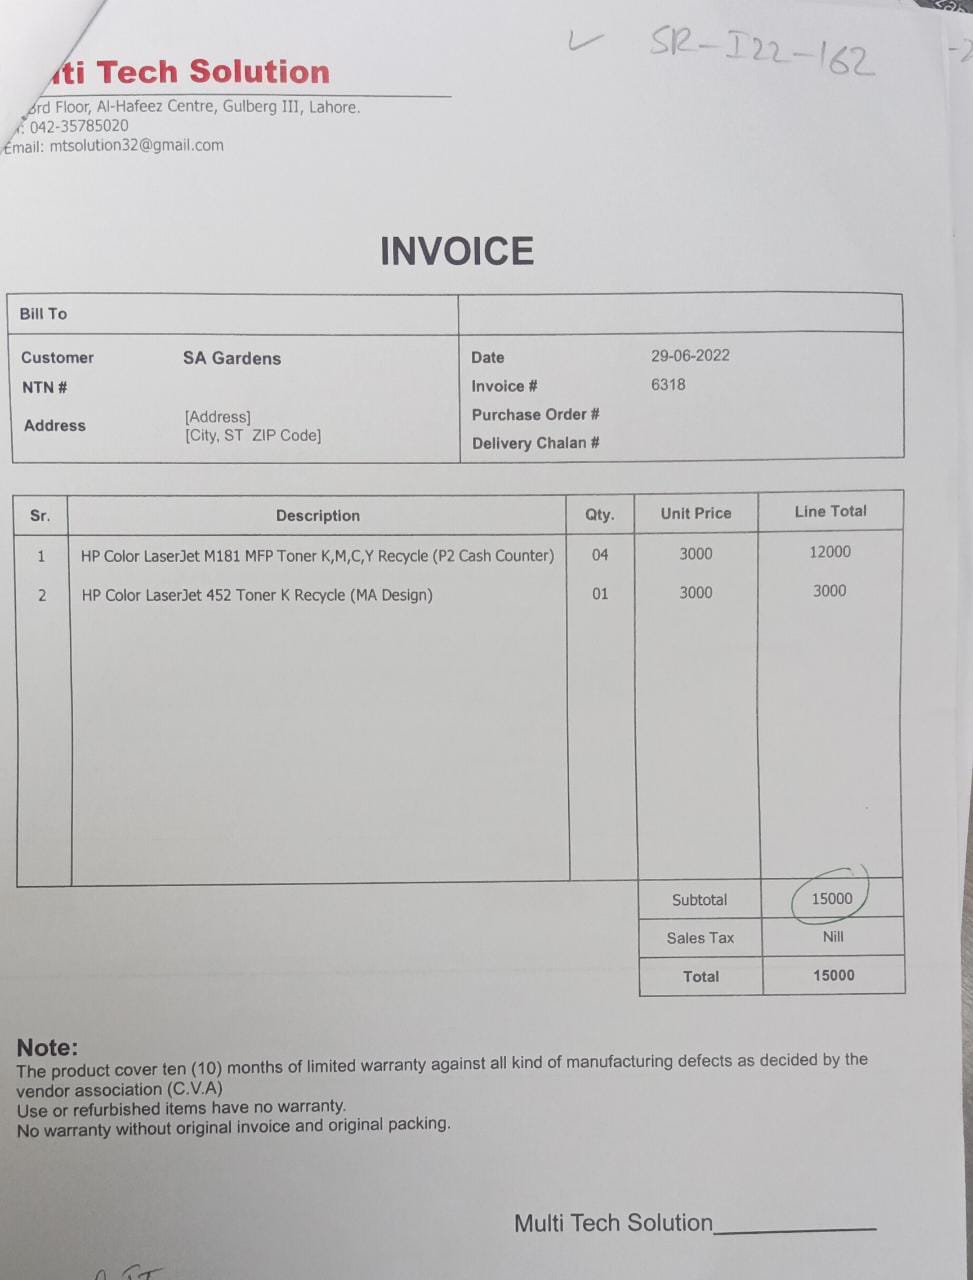 SR-I22-162
ti Tech Solution
3rd Floor, Al-Hafeez Centre, Gulberg III, Lahore.
: 042-35785020
Email: mtsolution32@gmail.com
INVOICE
Bill To
Customer SA Gardens Date 29-06-2022
NTN # Invoice # 6318
Address [Address] Purchase Order #
[City, ST ZIP Code] Delivery Chalan #
Sr. Description Qty. Unit Price Line Total
1 HP Color LaserJet M181 MFP Toner K,M,C,Y Recycle (P2 Cash Counter) 04 3000 12000
2 HP Color LaserJet 452 Toner K Recycle (MA Design) 01 3000 3000
Subtotal 15000
Sales Tax Nill
Total 15000
Note:
The product cover ten (10) months of limited warranty against all kind of manufacturing defects as decided by the
vendor association (C.V.A)
Use or refurbished items have no warranty.
No warranty without original invoice and original packing.
Multi Tech Solution